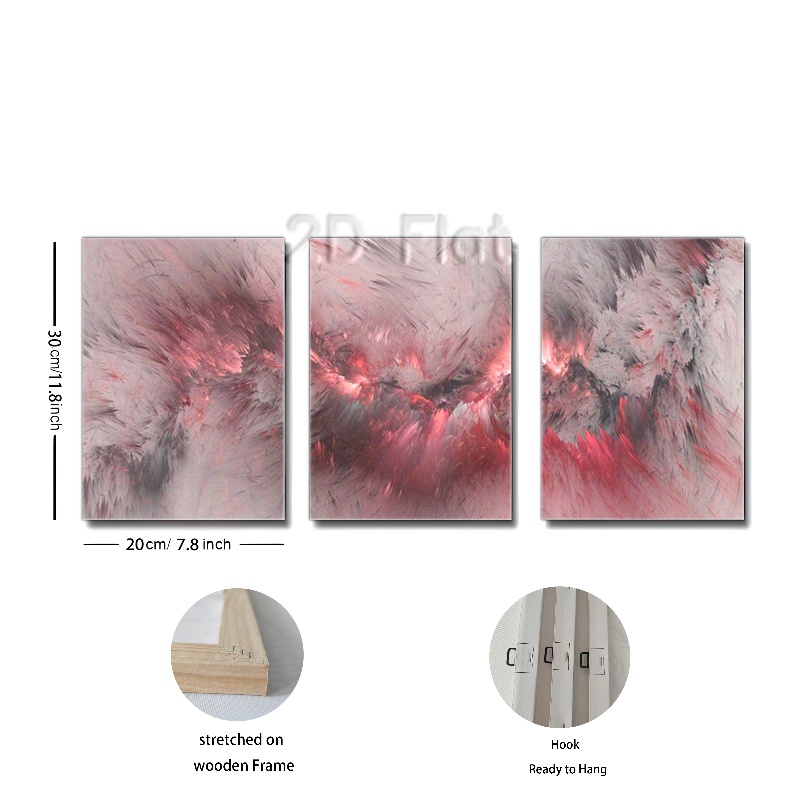 2D Flat
30cm/11.8inch
20cm/ 7.8 inch
stretched on
wooden Frame
Hook
Ready to Hang